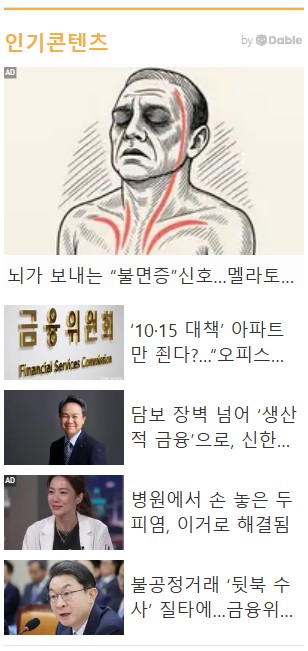 인기콘텐츠
by Dable
AD
뇌가 보내는 “불면증”신호...멜라토...
금융위원회
Financial Services Commission
‘10·15 대책’ 아파트
만 죈다?…“오피스...
담보 장벽 넘어 ‘생산
적 금융’으로, 신한...
AD
병원에서 손 놓은 두
피염, 이거로 해결됨
불공정거래 ‘뒷북 수
사’ 질타에…금융위...